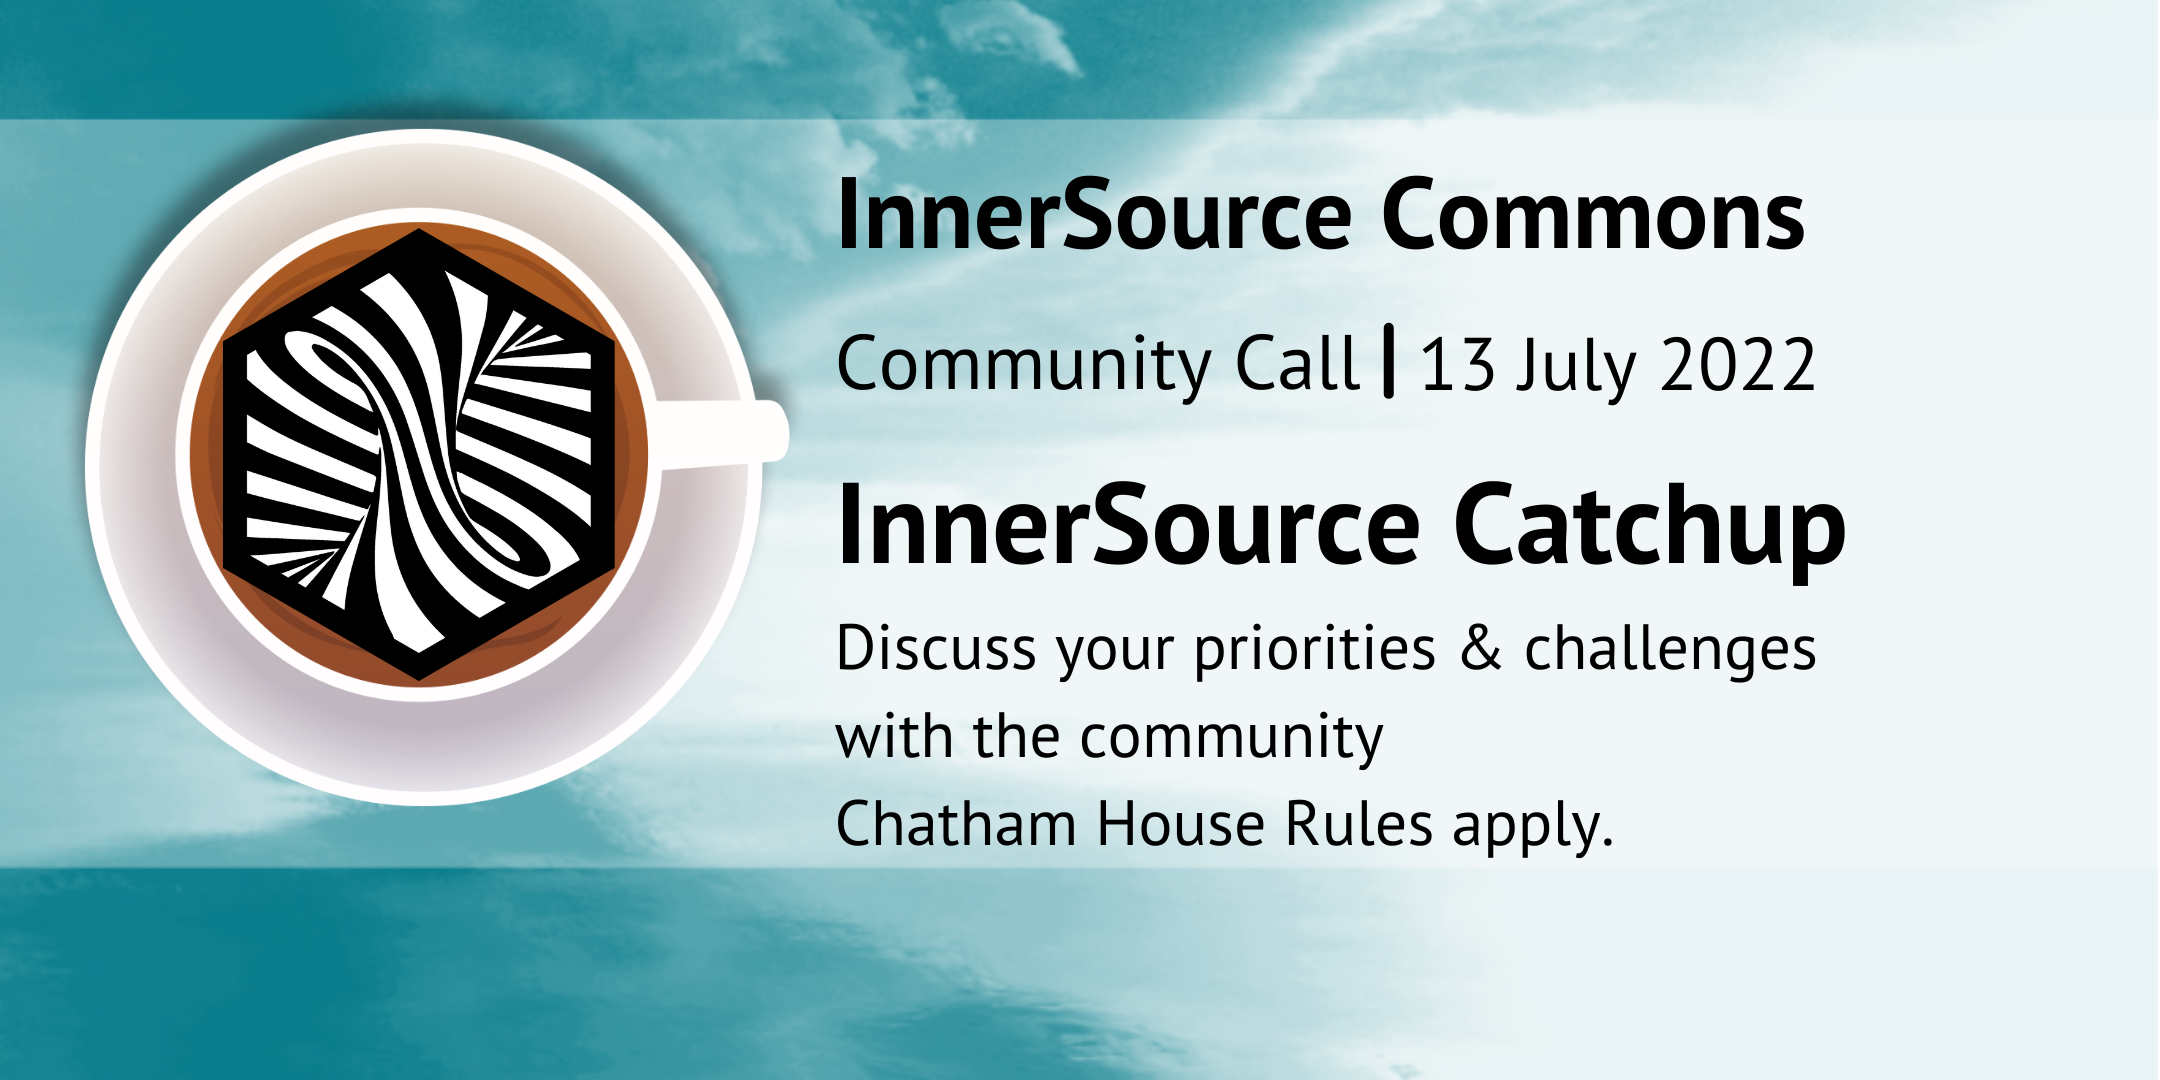 InnerSource Commons
Community Call | 13 July 2022
InnerSource Catchup
Discuss your priorities & challenges
with the community
Chatham House Rules apply.